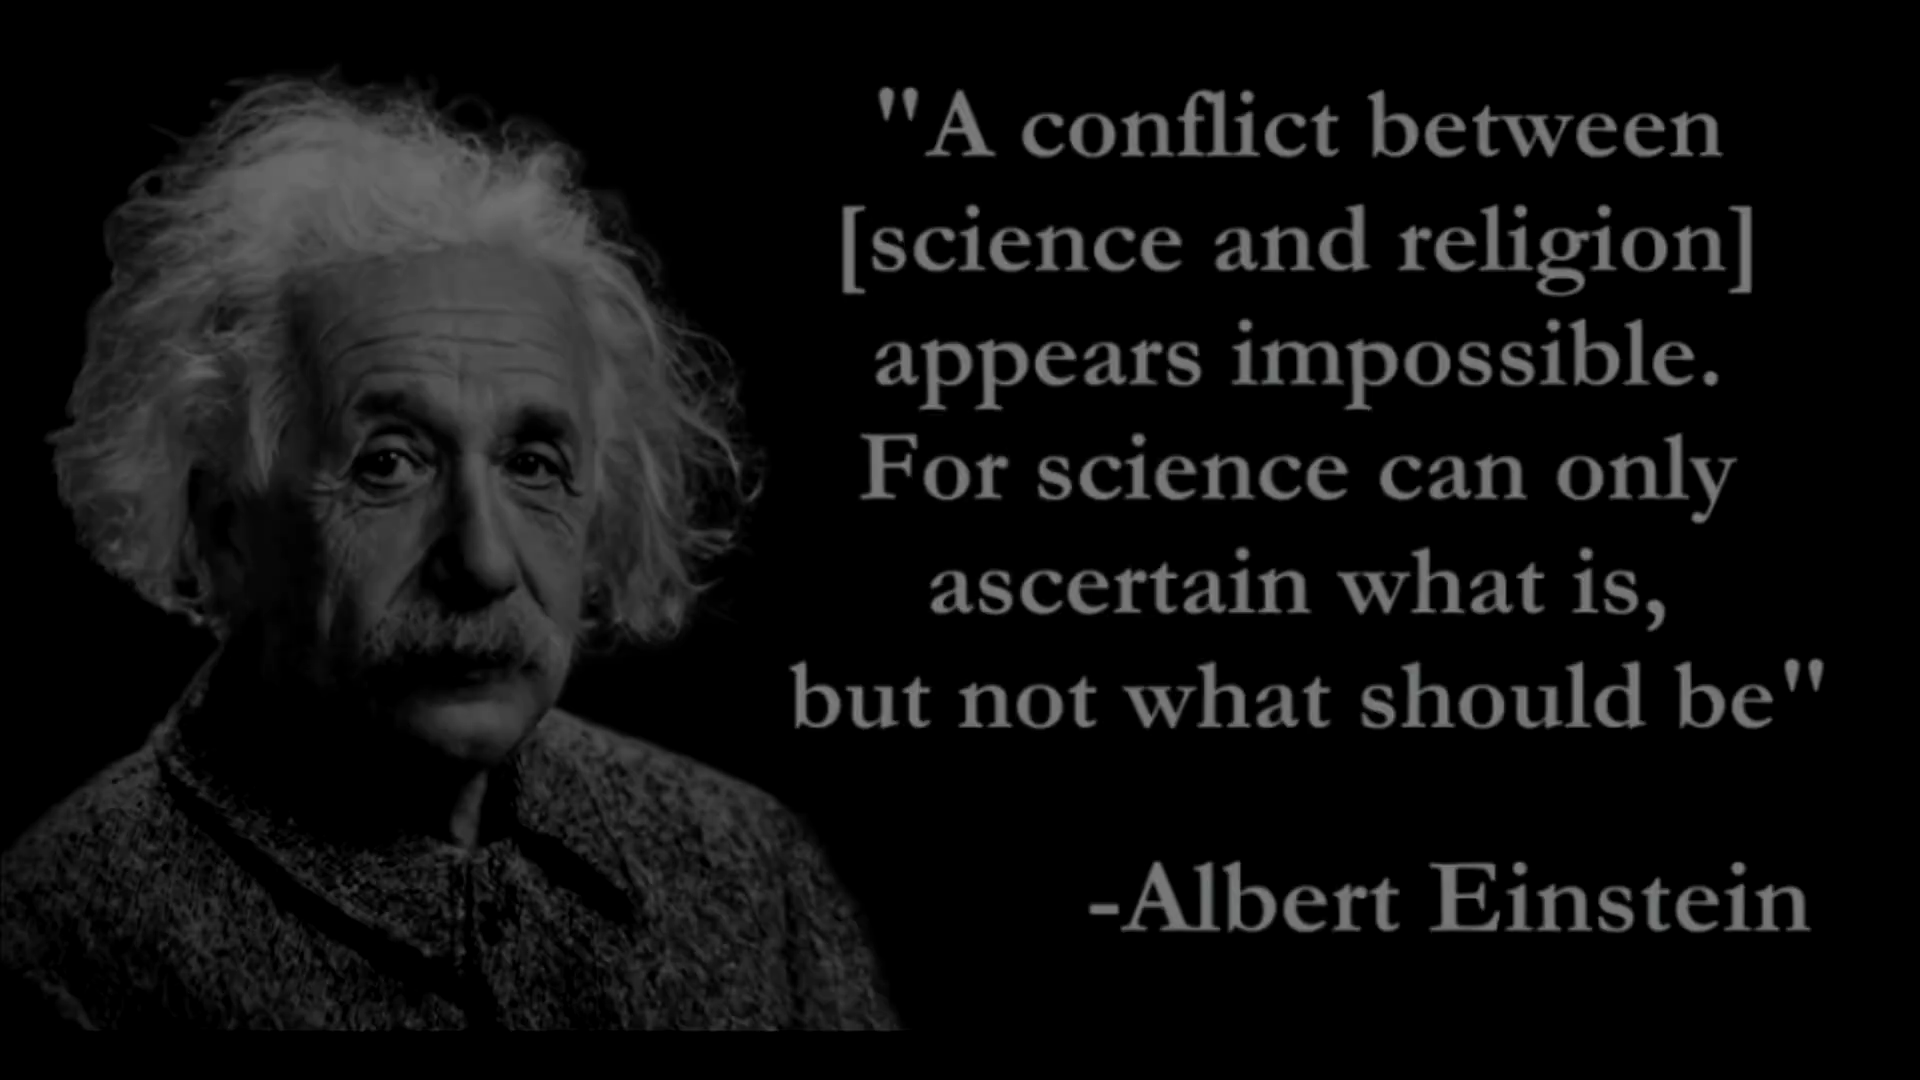 "A conflict between
[science and religion]
appears impossible.
For science can only
ascertain what is,
but not what should be"
-Albert Einstein